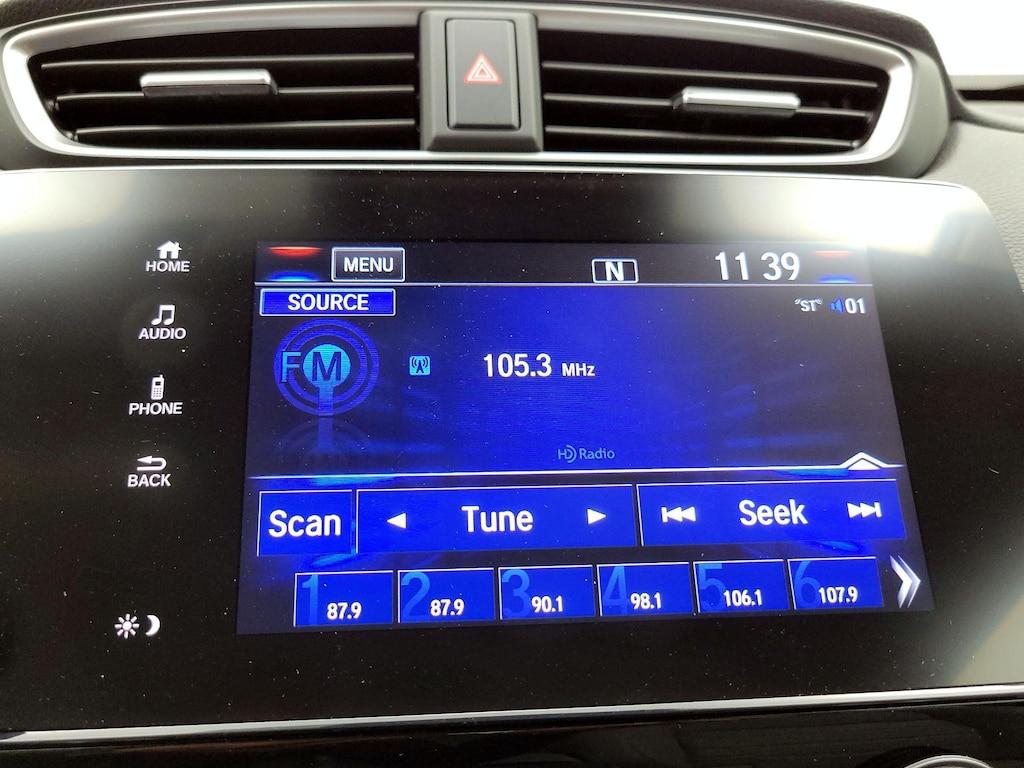 HOME
MENU
N
11 39
SOURCE
"ST"
01
AUDIO
FM
105.3 MHz
PHONE
HD Radio
BACK
Scan
Tune
Seek
1 87.9
2 87.9
3 90.1
4 98.1
5 106.1
6 107.9